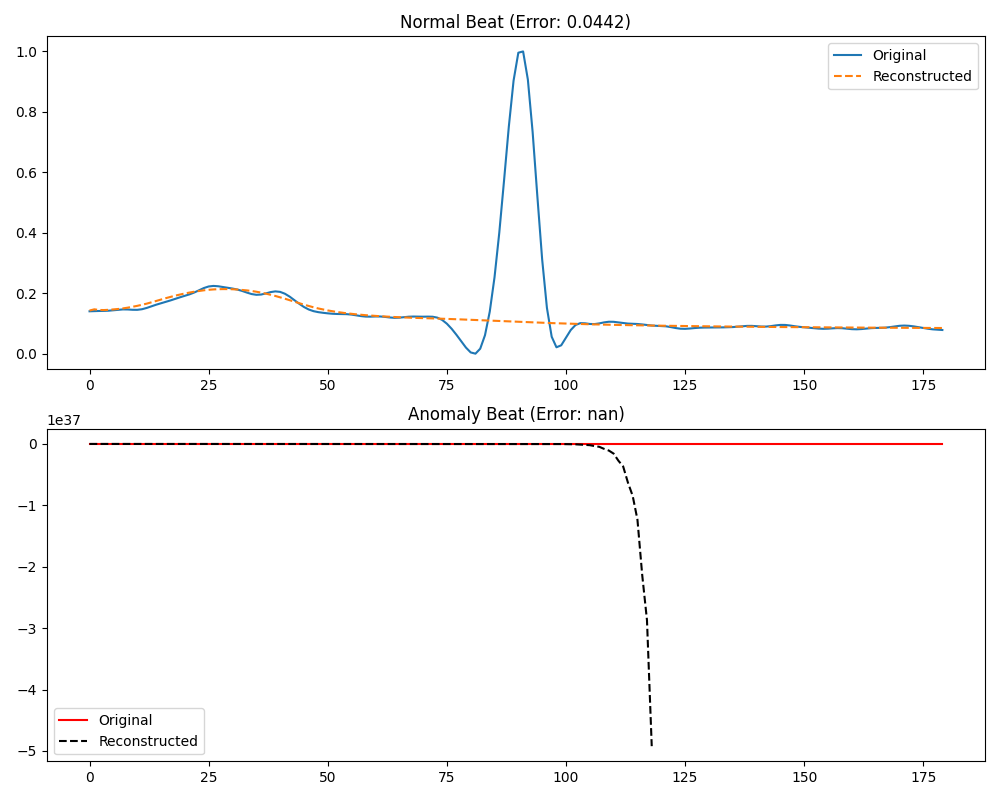 Normal Beat (Error: 0.0442)
1.0
0.8
0.6
0.4
0.2
0.0
Original
Reconstructed
0 25 50 75 100 125 150 175
1e37
Anomaly Beat (Error: nan)
0
−1
−2
−3
−4
−5
Original
Reconstructed
0 25 50 75 100 125 150 175